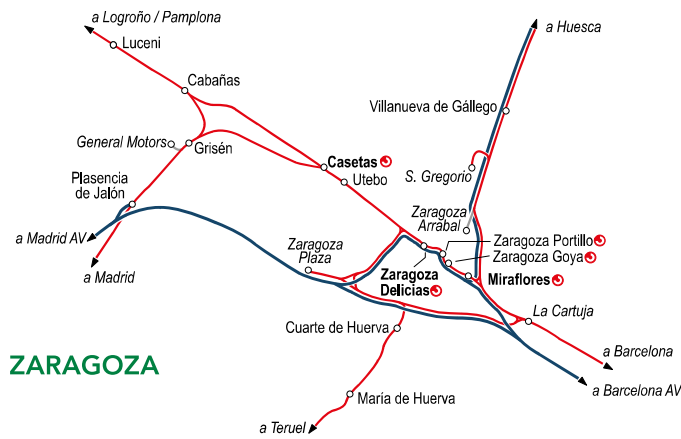 a Logroño / Pamplona
Luceni
a Huesca
Cabañas
Villanueva de Gállego
General Motors
Grisén
Casetas
Utebo
S. Gregorio
Plasencia
de Jalón
Zaragoza
Arrabal
a Madrid AV
Zaragoza
Plaza
Zaragoza Portillo
Zaragoza Goya
a Madrid
Zaragoza
Delicias
Miraflores
La Cartuja
Cuarte de Huerva
a Barcelona
ZARAGOZA
a Barcelona AV
Maria de Huerva
a Teruel